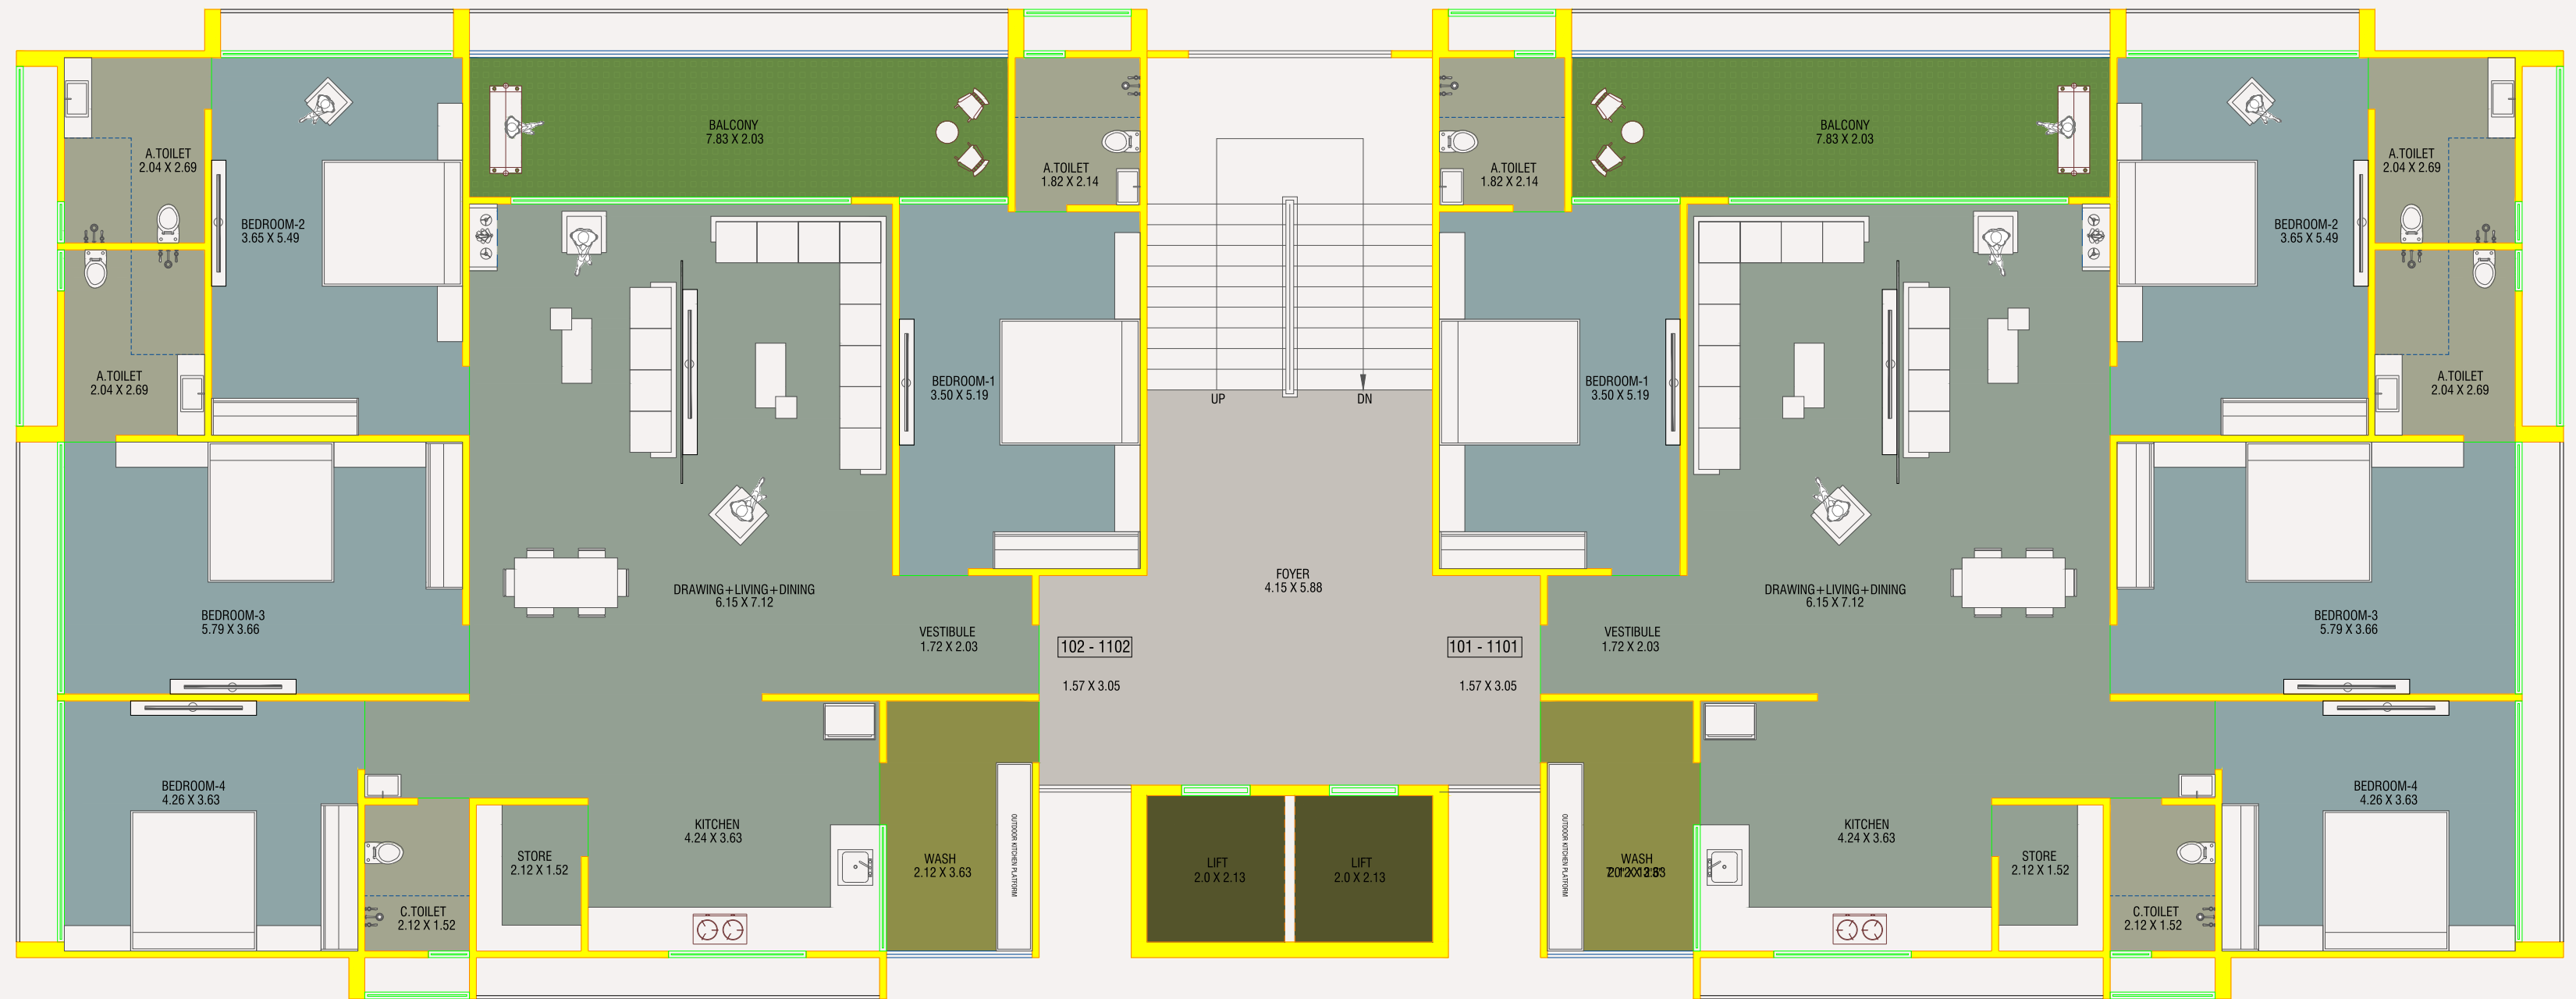 BALCONY
7.83 X 2.03
A.TOILET
2.04 X 2.69
A.TOILET
1.82 X 2.14
BEDROOM-2
3.65 X 5.49
A.TOILET
2.04 X 2.69
BEDROOM-1
3.50 X 5.19
BEDROOM-3
5.79 X 3.66
DRAWING+LIVING+DINING
6.15 X 7.12
VESTIBULE
1.72 X 2.03
102 - 1102
1.57 X 3.05
BEDROOM-4
4.26 X 3.63
C.TOILET
2.12 X 1.52
STORE
2.12 X 1.52
KITCHEN
4.24 X 3.63
WASH
2.12 X 3.63
OUTDOOR KITCHEN PLATFORM
UP
DN
FOYER
4.15 X 5.88
LIFT
2.0 X 2.13
LIFT
2.0 X 2.13
A.TOILET
1.82 X 2.14
BALCONY
7.83 X 2.03
A.TOILET
2.04 X 2.69
BEDROOM-2
3.65 X 5.49
A.TOILET
2.04 X 2.69
BEDROOM-1
3.50 X 5.19
DRAWING+LIVING+DINING
6.15 X 7.12
BEDROOM-3
5.79 X 3.66
101 - 1101
1.57 X 3.05
VESTIBULE
1.72 X 2.03
OUTDOOR KITCHEN PLATFORM
WASH
KITCHEN
4.24 X 3.63
STORE
2.12 X 1.52
C.TOILET
2.12 X 1.52
BEDROOM-4
4.26 X 3.63